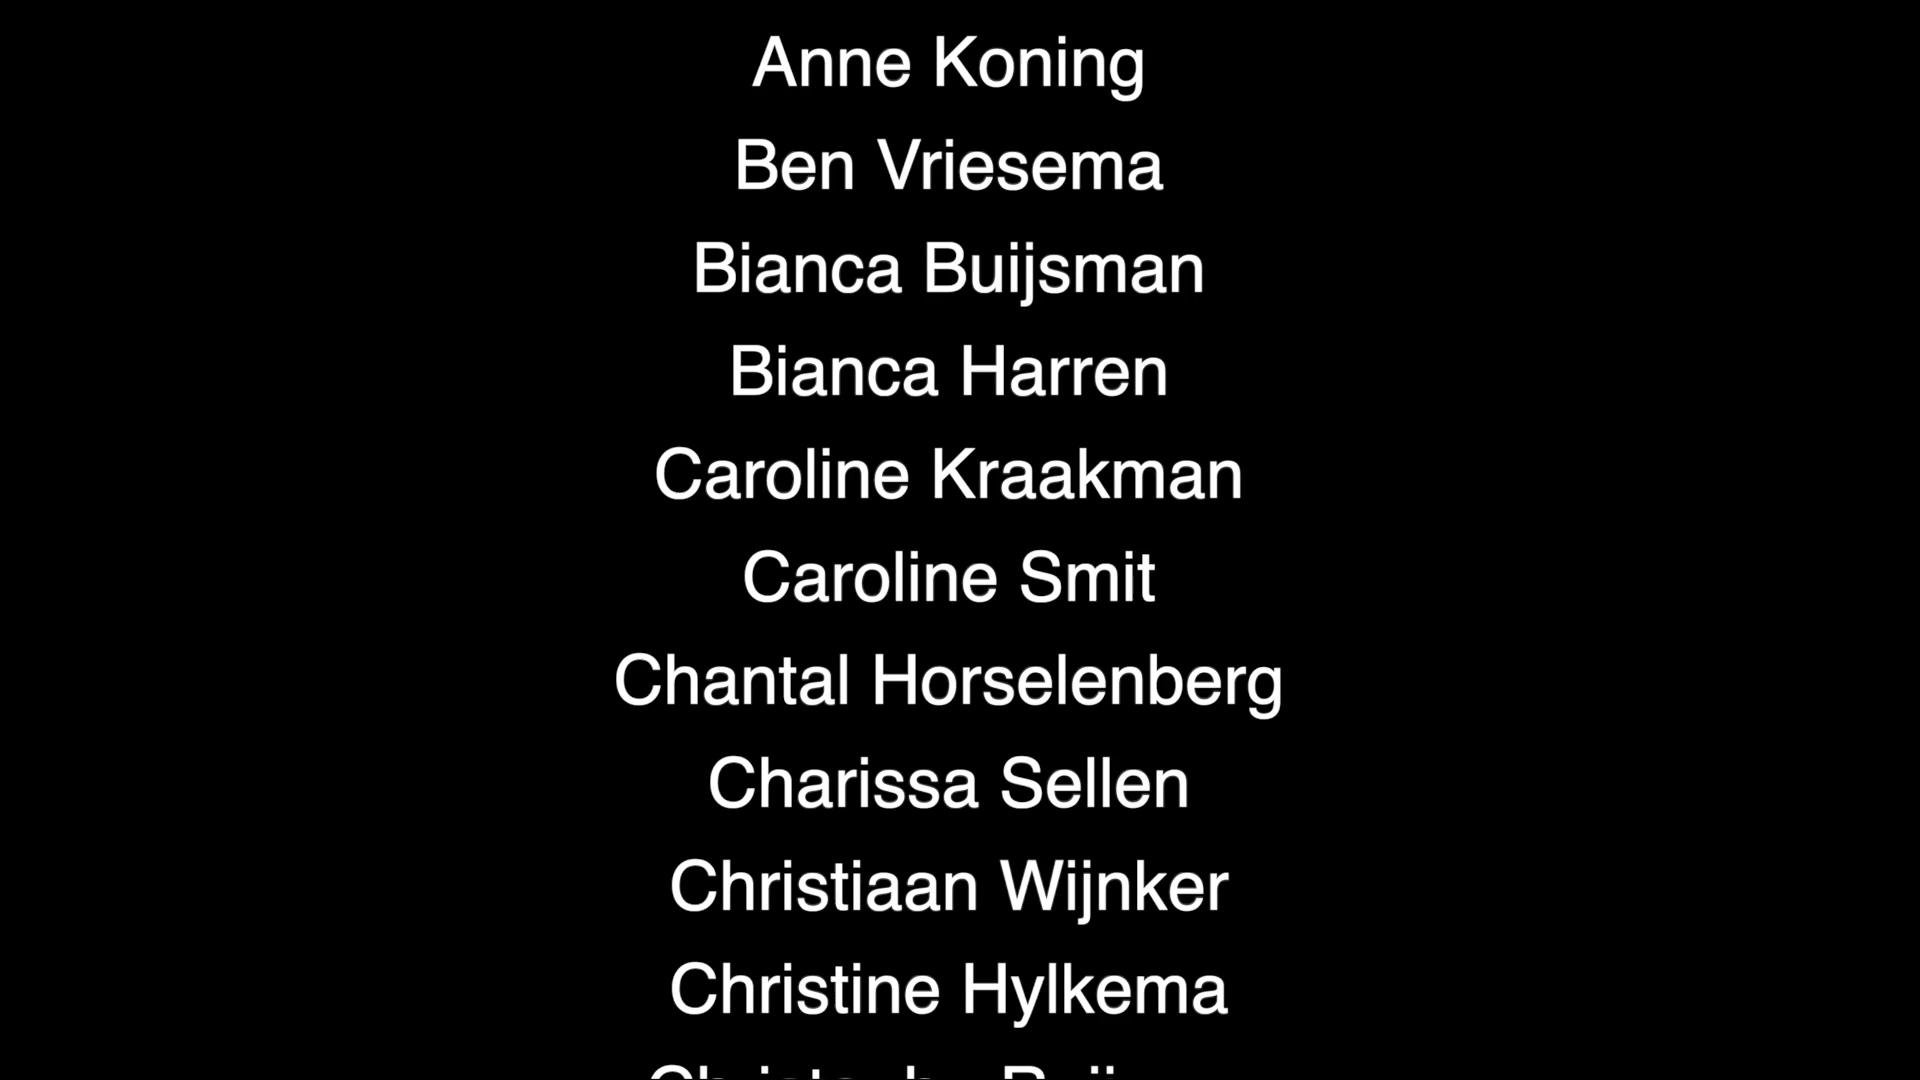 Anne Koning
Ben Vriesema
Bianca Buijsman
Bianca Harren
Caroline Kraakman
Caroline Smit
Chantal Horselenberg
Charissa Sellen
Christiaan Wijnker
Christine Hylkema